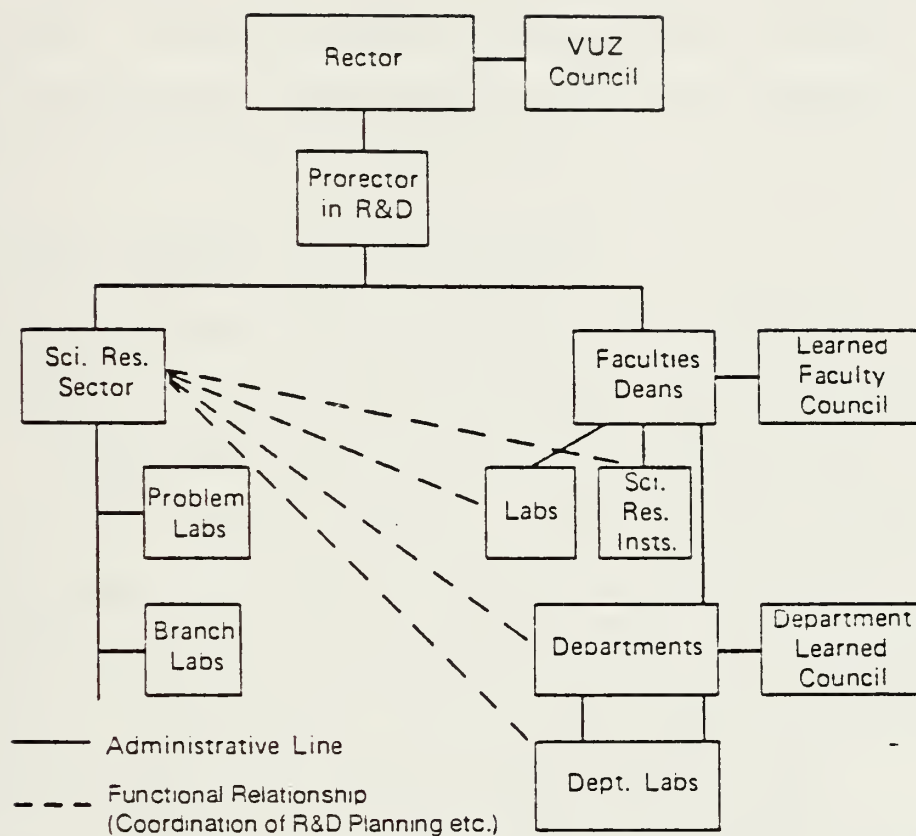 Rector
VUZ
Council
Prorector
in R&D
Sci. Res.
Sector
Faculties
Deans
Learned
Faculty
Council
Problem
Labs
Labs
Sci.
Res.
Insts.
Branch
Labs
Departments
Department
Learned
Council
Dept. Labs
Administrative Line
Functional Relationship
(Coordination of R&D Planning etc.)